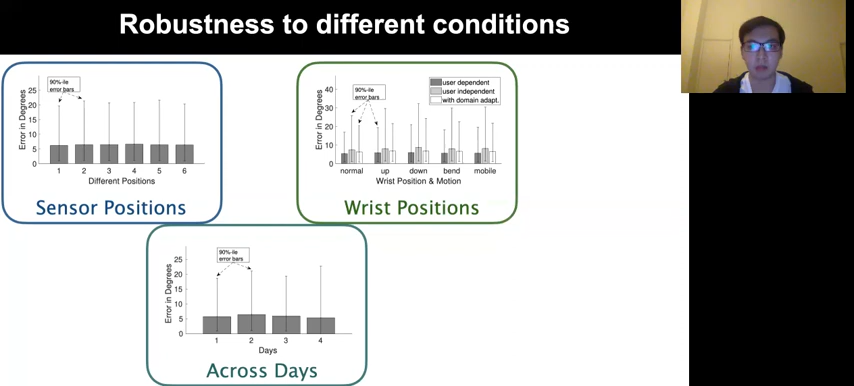 Robustness to different conditions
90%-ile
error bars
Error in Degrees
25
20
15
10
5
0
1 2 3 4 5 6
Different Positions
Sensor Positions
user dependent
user independent
with domain adapt.
90%-ile
error bars
Error in Degrees
40
30
20
10
0
normal up down bend mobile
Wrist Position & Motion
Wrist Positions
90%-ile
error bars
Error in Degrees
25
20
15
10
5
0
1 2 3 4
Days
Across Days